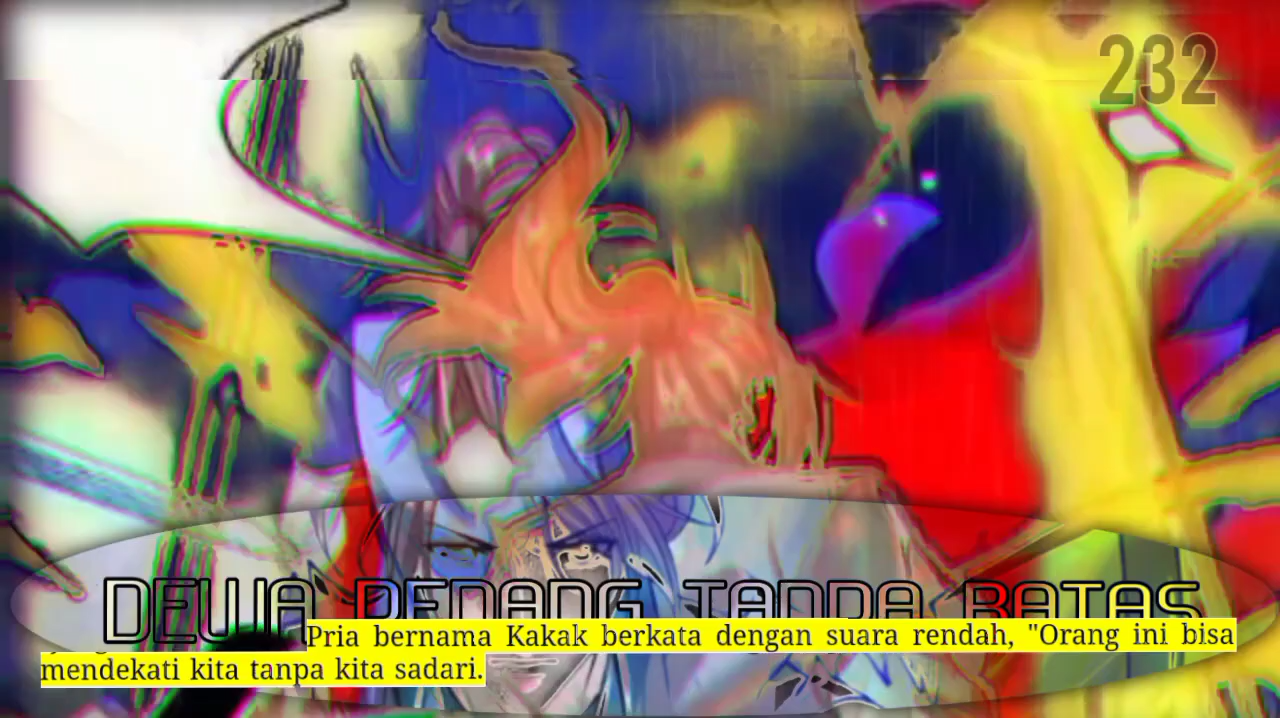 232
DEWA PEDANG TANPA BATAS
Pria bernama Kakak berkata dengan suara rendah, "Orang ini bisa
mendekati kita tanpa kita sadari.